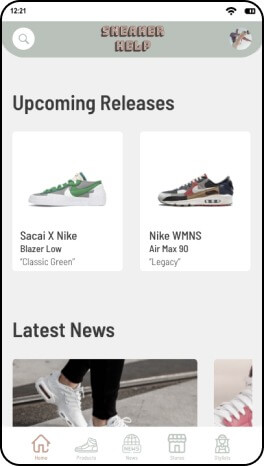 12:21
SNEAKER
HELP
Upcoming Releases
Sacai X Nike
Blazer Low
"Classic Green"
Nike WMNS
Air Max 90
"Legacy"
Latest News
Home
Products
News
Stores
Stylists